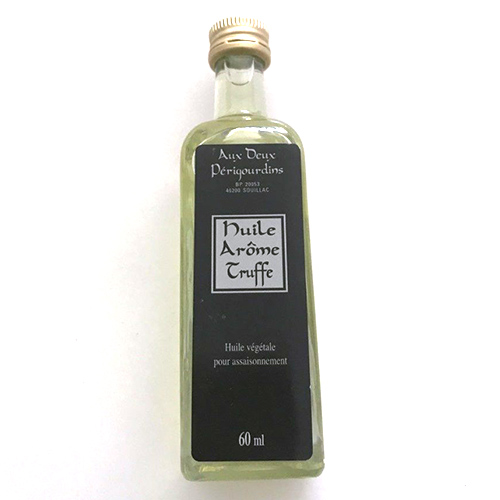 Aux Deux
Périgourdins
BP 20053
46200 SOUILLAC
Huile
Arôme
Truffe
Huile végétale
pour assaisonnement
60 ml